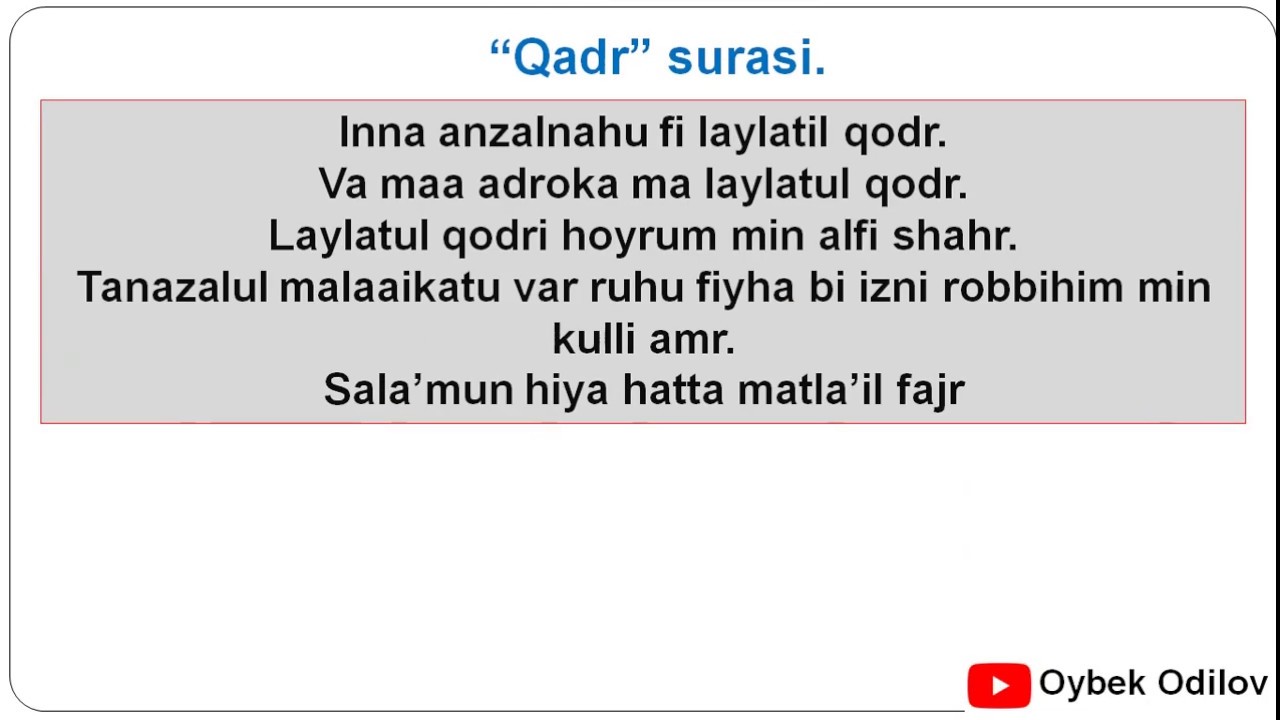 “Qadr” surasi.
Inna anzalnahu fi laylatil qodr.
Va maa adroka ma laylatul qodr.
Laylatul qodri hoyrum min alfi shahr.
Tanazalul malaaikatu var ruhu fiyha bi izni robbihim min
kulli amr.
Sala’mun hiya hatta matla’il fajr
Oybek Odilov